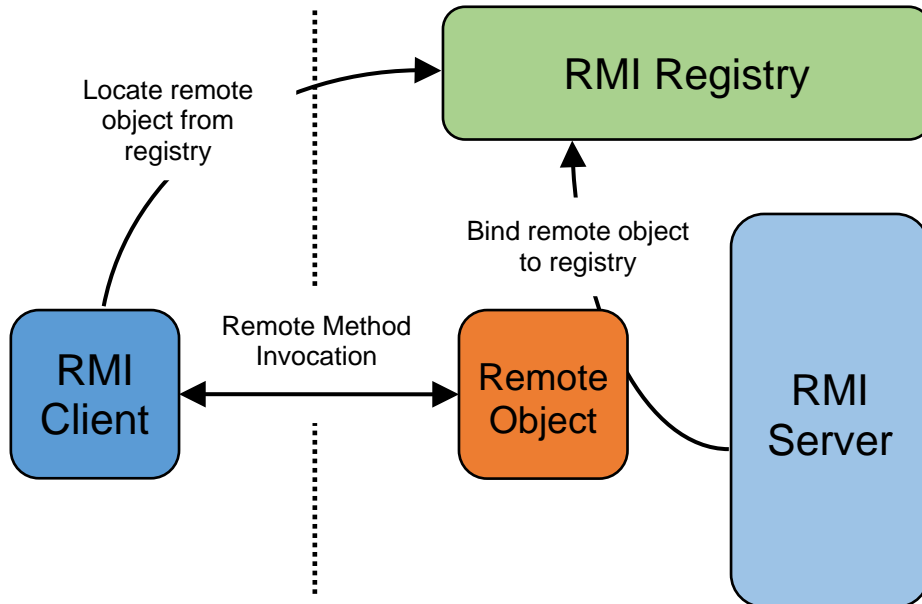 RMI Registry
Locate remote
object from
registry
Bind remote object
to registry
Remote Method
Invocation
RMI
Client
Remote
Object
RMI
Server